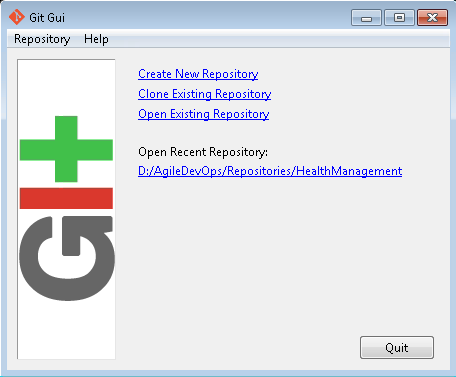 Git Gui
Repository Help
Create New Repository
Clone Existing Repository
Open Existing Repository
Open Recent Repository:
D:/AgileDevOps/Repositories/HealthManagement
GIt
Quit